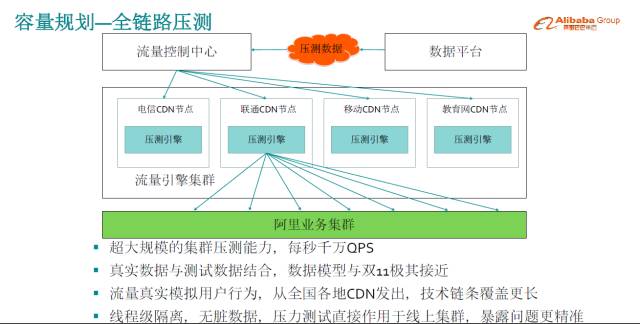 容量规划—全链路压测
Alibaba Group
阿里巴巴集团
流量控制中心
压测数据
数据平台
电信CDN节点
联通CDN节点
移动CDN节点
教育网CDN节点
压测引擎
压测引擎
压测引擎
压测引擎
流量引擎集群
阿里业务集群
▪ 超大规模的集群压测能力，每秒千万QPS
▪ 真实数据与测试数据结合，数据模型与双11极其接近
▪ 流量真实模拟用户行为，从全国各地CDN发出，技术链条覆盖更长
▪ 线程级隔离，无脏数据，压力测试直接作用于线上集群，暴露问题更精准